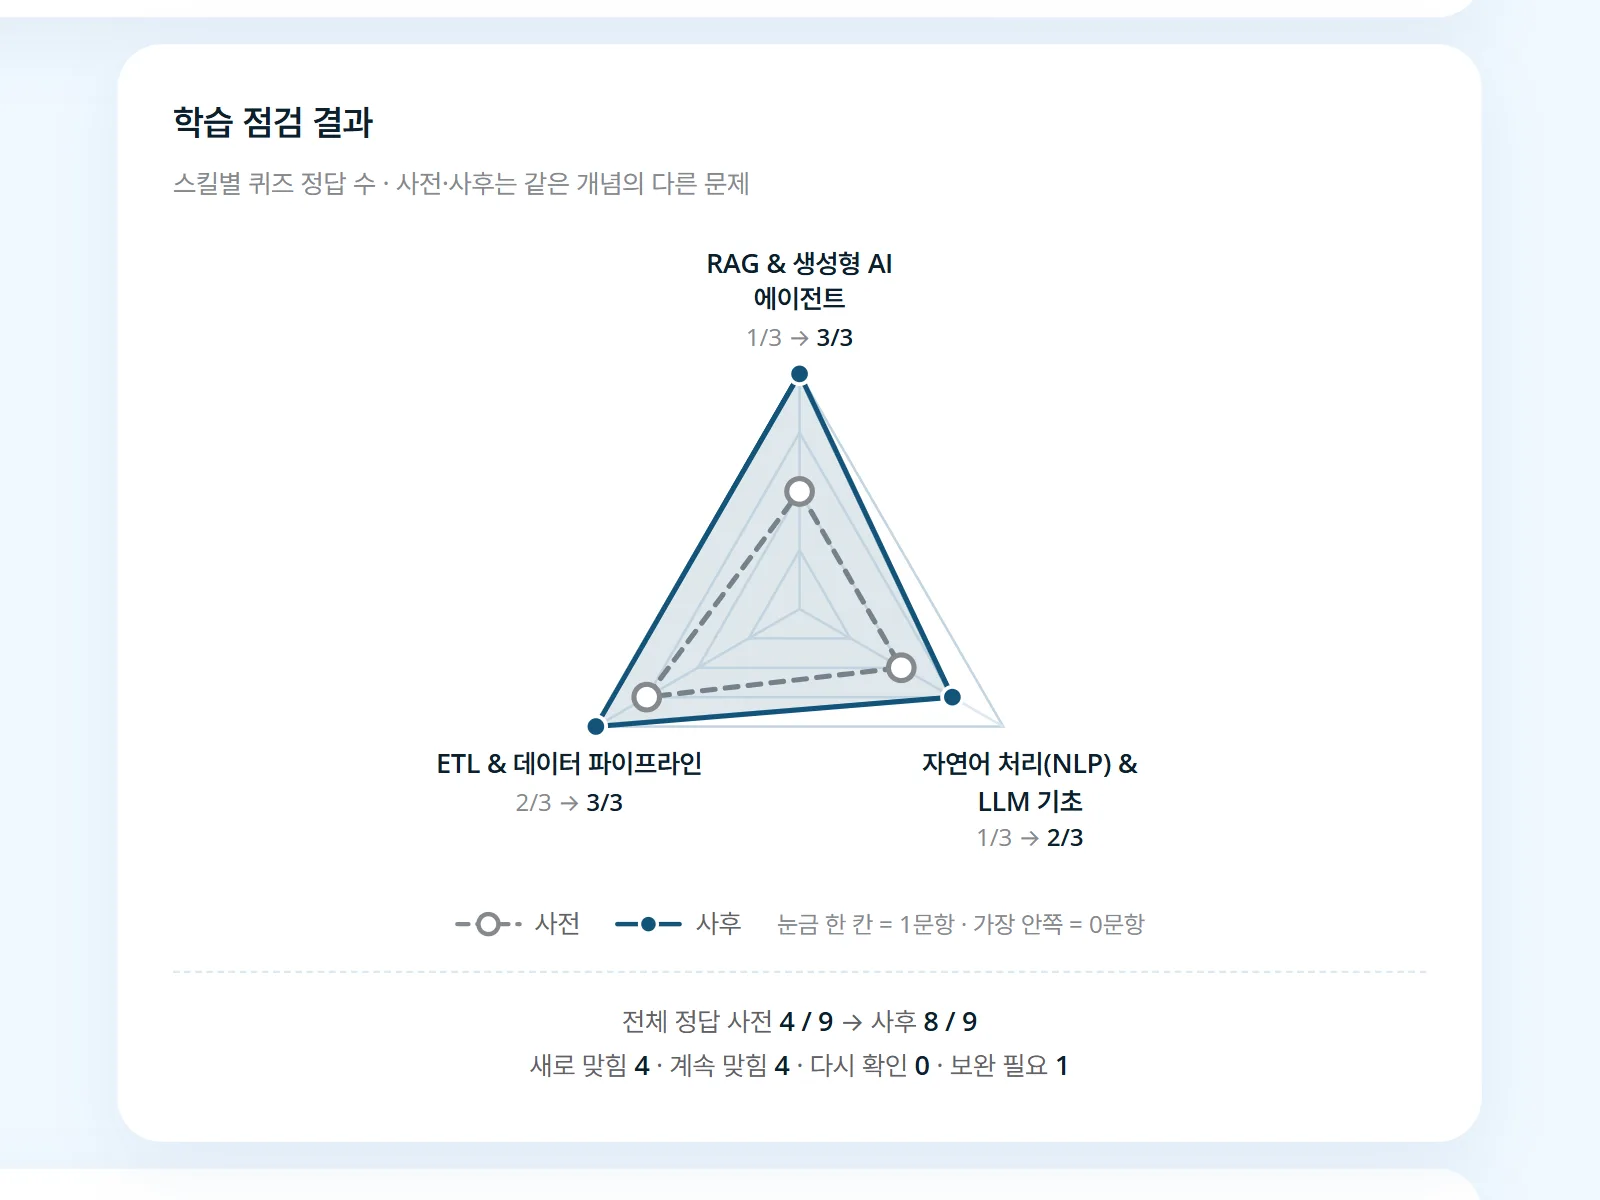 학습 점검 결과
스킬별 퀴즈 정답 수 · 사전·사후는 같은 개념의 다른 문제
RAG & 생성형 AI
에이전트
1/3 → 3/3
ETL & 데이터 파이프라인
2/3 → 3/3
자연어 처리(NLP) &
LLM 기초
1/3 → 2/3
사전 사후 눈금 한 칸 = 1문항 · 가장 안쪽 = 0문항
전체 정답 사전 4 / 9 → 사후 8 / 9
새로 맞힘 4 · 계속 맞힘 4 · 다시 확인 0 · 보완 필요 1